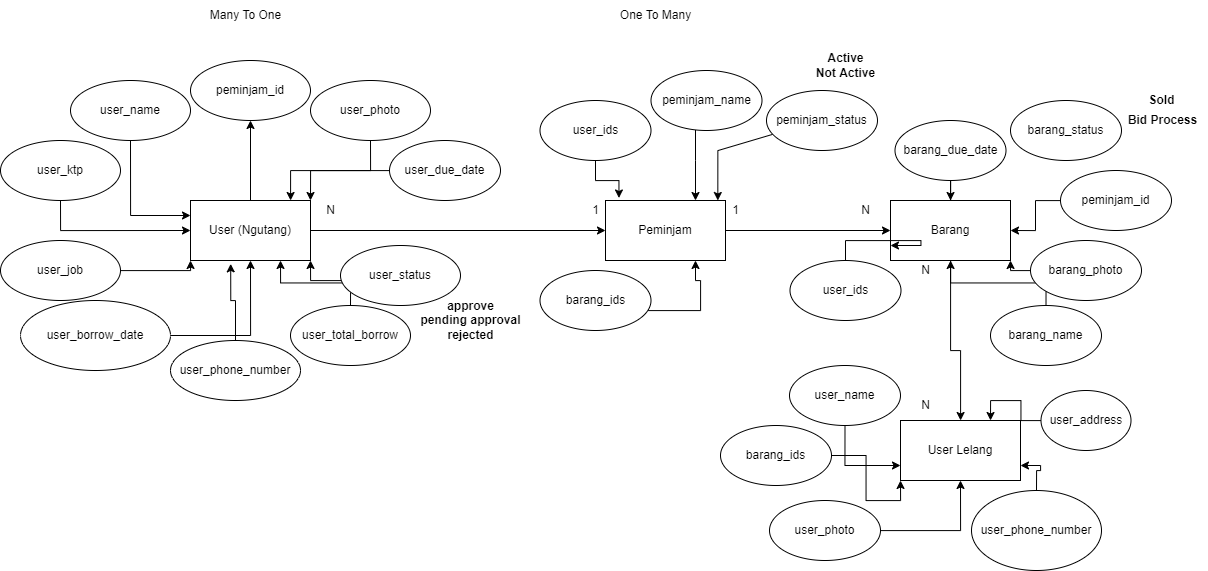 Many To One
One To Many
Active
Not Active
peminjam_id
user_name
user_photo
peminjam_name
peminjam_status
Sold
Bid Process
user_ids
barang_status
barang_due_date
user_ktp
user_due_date
peminjam_id
N
1
1
N
User (Ngutang)
Peminjam
Barang
user_job
user_status
N
barang_photo
user_ids
barang_ids
approve
pending approval
rejected
user_borrow_date
user_total_borrow
barang_name
user_phone_number
user_name
N
user_address
barang_ids
User Lelang
user_photo
user_phone_number